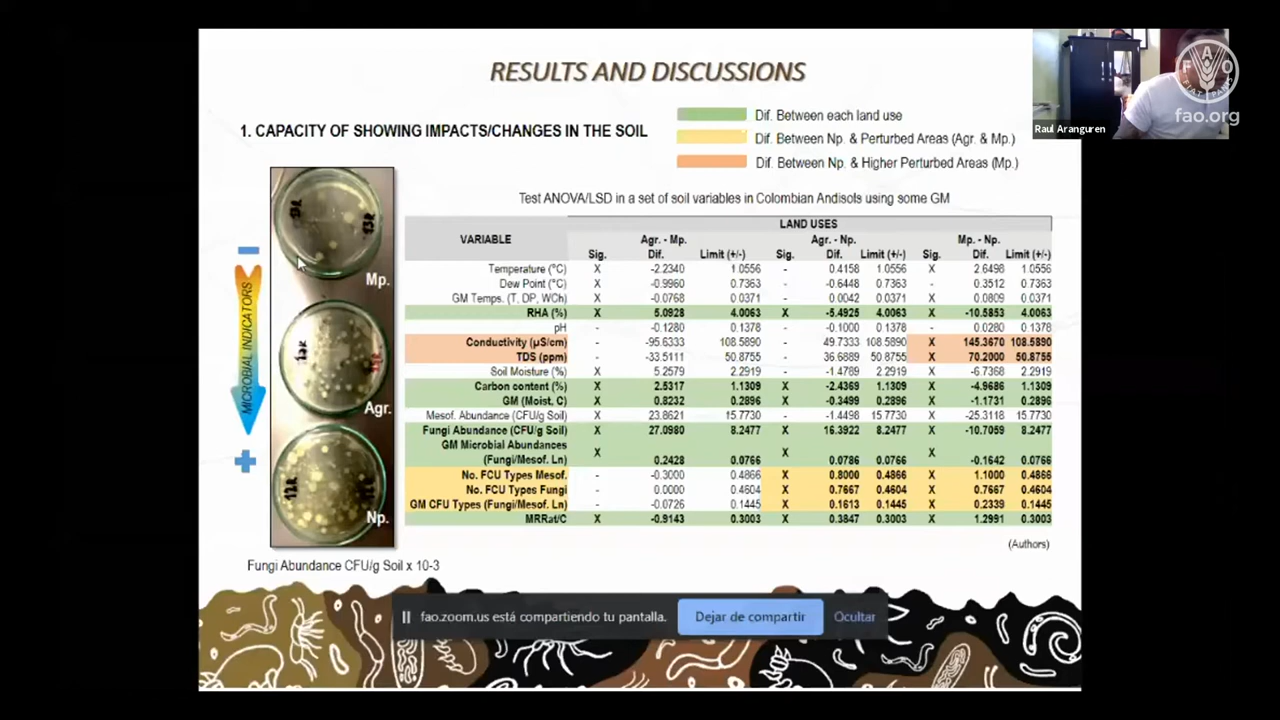 RESULTS AND DISCUSSIONS
F A O
FIAT PANIS
fao.org
Raul Aranguren
1. CAPACITY OF SHOWING IMPACTS/CHANGES IN THE SOIL
Dif. Between each land use
Dif. Between Np. & Perturbed Areas (Agr. & Mp.)
Dif. Between Np. & Higher Perturbed Areas (Mp.)
Test ANOVA/LSD in a set of soil variables in Colombian Andisols using some GM
LAND USES
VARIABLE Agr. - Mp. Agr. - Np. Mp. - Np.
Sig. Dif. Limit (+/-) Sig. Dif. Limit (+/-) Sig. Dif. Limit (+/-)
Temperature (°C) X -2.2340 1.0556 - 0.4158 1.0556 X 2.6498 1.0556
Dew Point (°C) X -0.9960 0.7363 - -0.6448 0.7363 - 0.3512 0.7363
GM Temps. (T, DP, WCh) X -0.0768 0.0371 - 0.0042 0.0371 X 0.0809 0.0371
RHA (%) X 5.0928 4.0063 X -5.4925 4.0063 X -10.5853 4.0063
pH - -0.1280 0.1378 - -0.1000 0.1378 - 0.0280 0.1378
Conductivity (µS/cm) - -95.6333 108.5890 - 49.7333 108.5890 X 145.3670 108.5890
TDS (ppm) - -33.5111 50.8755 - 36.6889 50.8755 X 70.2000 50.8755
Soil Moisture (%) X 5.2579 2.2919 - -1.4789 2.2919 X -6.7368 2.2919
Carbon content (%) X 2.5317 1.1309 X -2.4369 1.1309 X -4.9686 1.1309
GM (Moist, C) X 0.8232 0.2896 X -0.3499 0.2896 X -1.1731 0.2896
Mesof. Abundance (CFU/g Soil) X 23.8621 15.7730 - -1.4498 15.7730 X -25.3118 15.7730
Fungi Abundance (CFU/g Soil) X 27.0980 8.2477 X 16.3922 8.2477 X -10.7059 8.2477
GM Microbial Abundances
(Fungi/Mesof. Ln) X 0.2428 0.0766 X 0.0786 0.0766 X -0.1642 0.0766
No. FCU Types Mesof. - -0.3000 0.4866 X 0.8000 0.4866 X 1.1000 0.4866
No. FCU Types Fungi - 0.0000 0.4604 X 0.7667 0.4604 X 0.7667 0.4604
GM CFU Types (Fungi/Mesof. Ln) - -0.0726 0.1445 X 0.1613 0.1445 X 0.2339 0.1445
MRRat/C X -0.9143 0.3003 X 0.3847 0.3003 X 1.2991 0.3003
(Authors)
MICROBIAL INDICATORS
Mp.
Agr.
Np.
Fungi Abundance CFU/g Soil x 10-3
fao.zoom.us está compartiendo tu pantalla.
Dejar de compartir
Ocultar